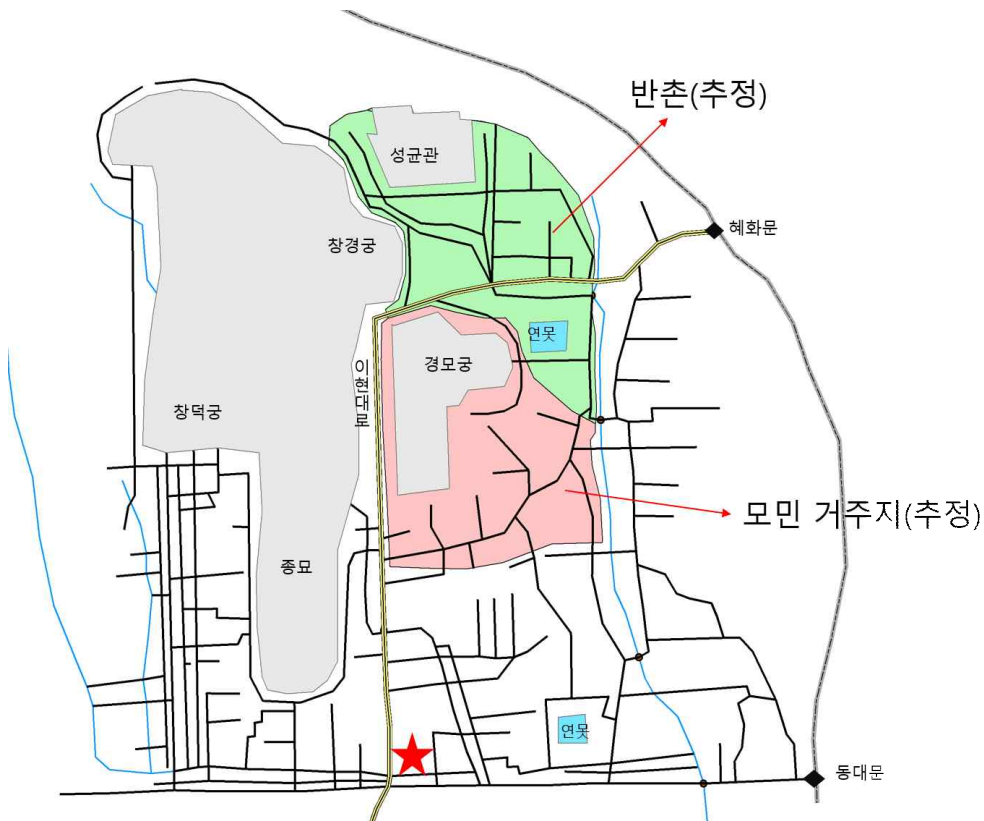 반촌(추정)
성균관
혜화문
창경궁
연못
이현대로
경모궁
창덕궁
모민 거주지(추정)
종묘
연못
동대문